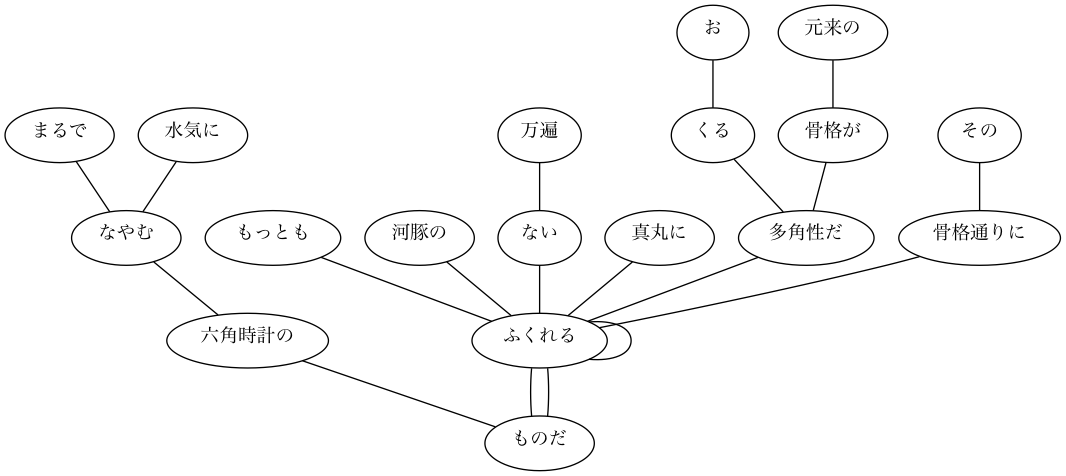 お
元来の
まるで
水気に
万遍
くる
骨格が
その
なやむ
もっとも
河豚の
ない
真丸に
多角性だ
骨格通りに
六角時計の
ふくれる
ものだ